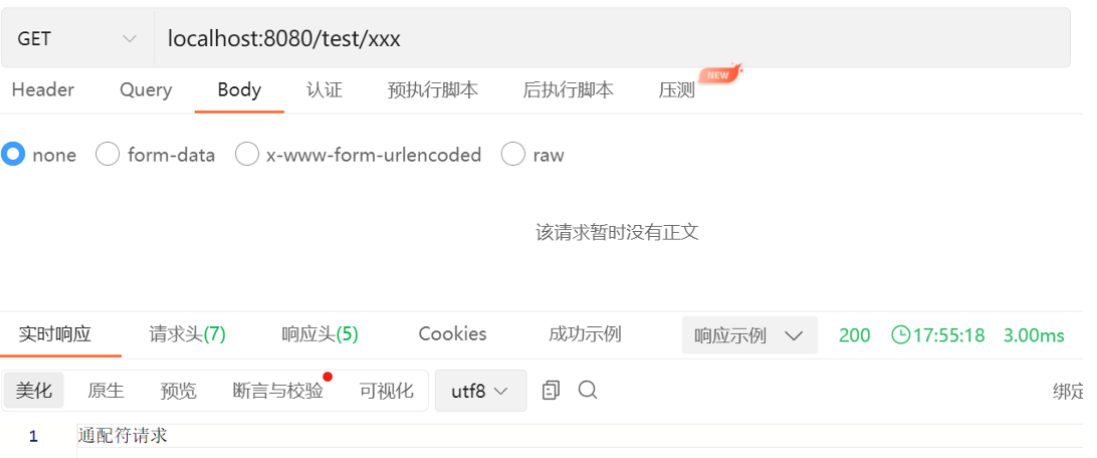 GET localhost:8080/test/xxx
Header Query Body 认证 预执行脚本 后执行脚本 压测 NEW
none form-data x-www-form-urlencoded raw
该请求暂时没有正文
实时响应 请求头(7) 响应头(5) Cookies 成功示例 响应示例 200 17:55:18 3.00ms
美化 原生 预览 断言与校验 可视化 utf8 绑定
1 通配符请求